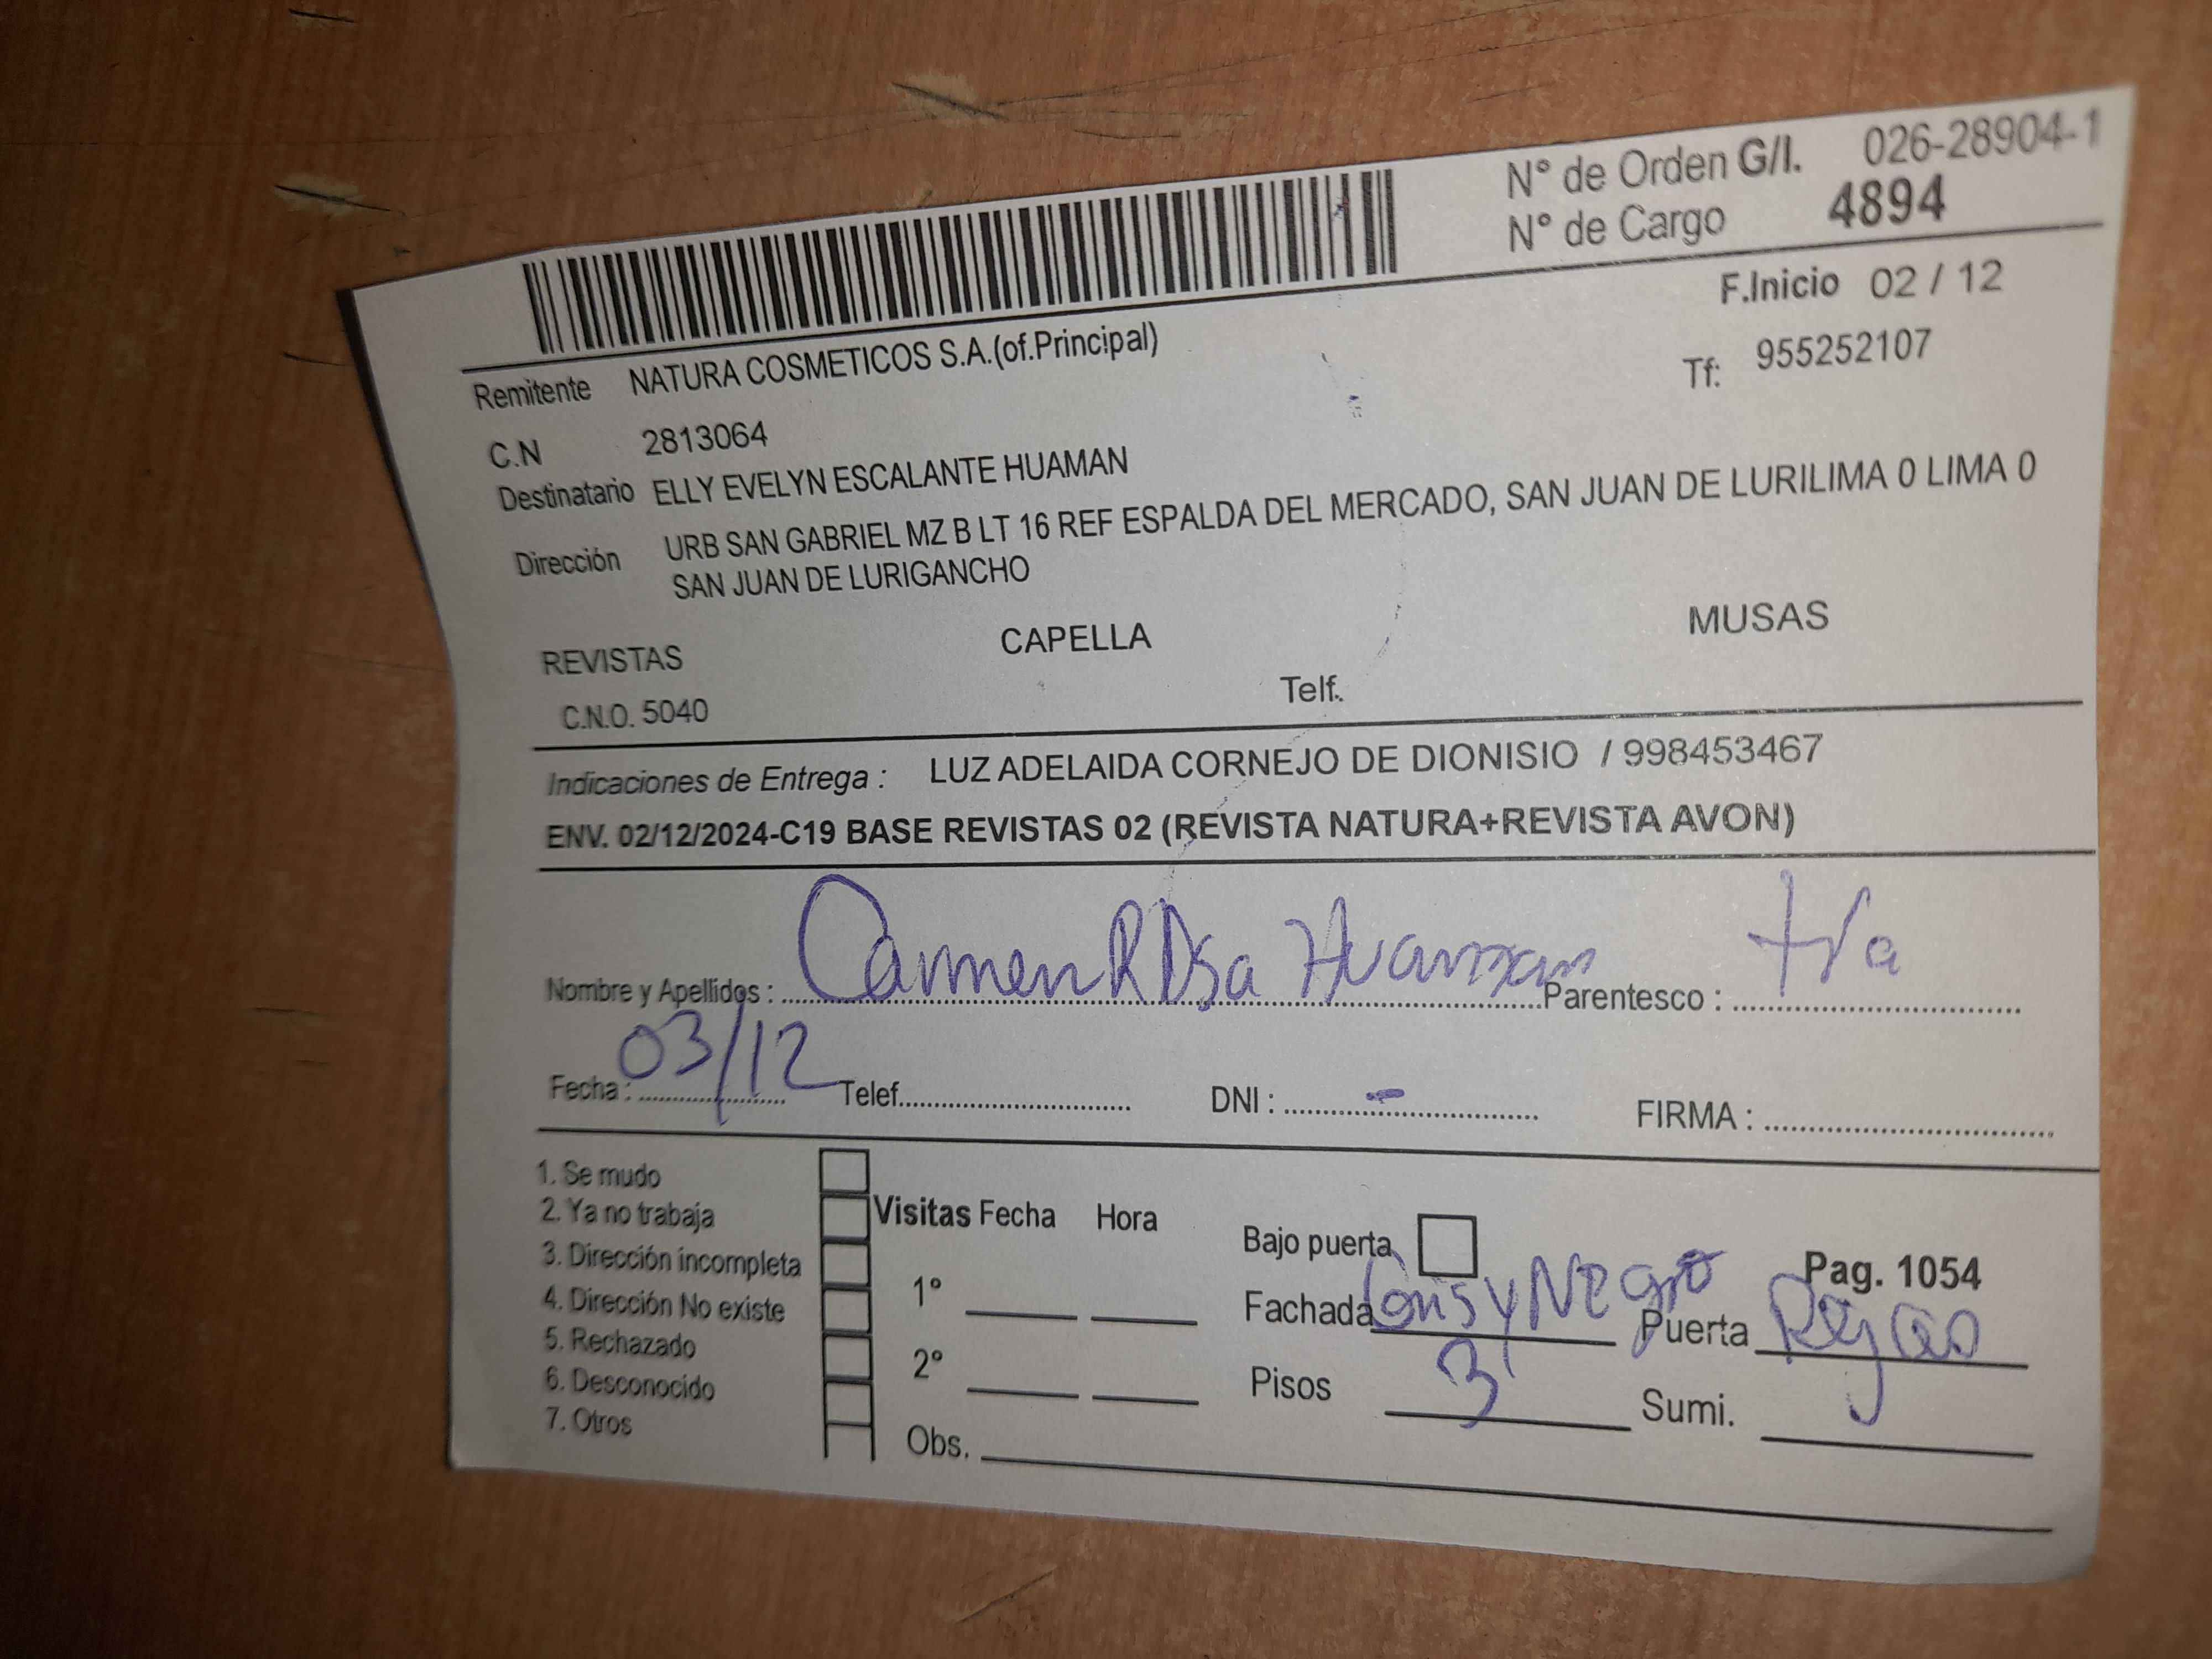 N° de Orden G/I. 026-28904-1
N° de Cargo 4894
F.Inicio 02 / 12
Remitente NATURA COSMETICOS S.A.(of.Principal)
Tf: 955252107
C.N 2813064
Destinatario ELLY EVELYN ESCALANTE HUAMAN
Dirección URB SAN GABRIEL MZ B LT 16 REF ESPALDA DEL MERCADO, SAN JUAN DE LURILIMA 0 LIMA 0
SAN JUAN DE LURIGANCHO
REVISTAS CAPELLA MUSAS
C.N.O. 5040 Telf.
Indicaciones de Entrega : LUZ ADELAIDA CORNEJO DE DIONISIO / 998453467
ENV. 02/12/2024-C19 BASE REVISTAS 02 (REVISTA NATURA+REVISTA AVON)
Nombre y Apellidos : Carmen Rosa Huaman Parentesco :
Fecha : 03/12 Telef. DNI : - FIRMA :
1. Se mudo
2. Ya no trabaja
3. Dirección incompleta
4. Dirección No existe
5. Rechazado
6. Desconocido
7. Otros
Visitas Fecha Hora
1°
2°
Obs.
Bajo puerta
Pag. 1054
Fachada y Negro Puerta Rejas
Pisos 3 Sumi.